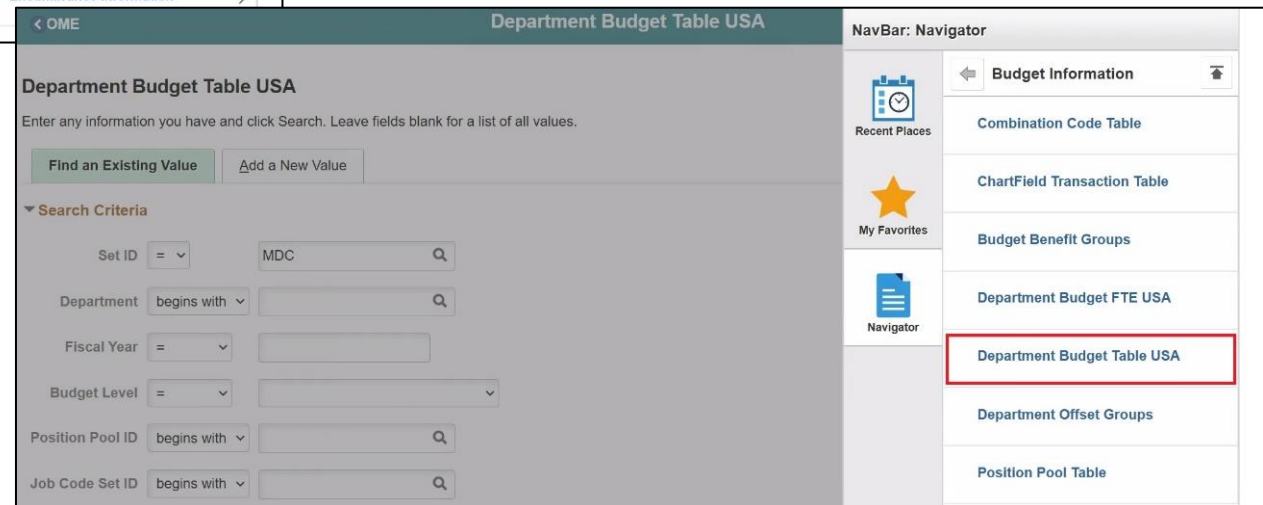 < OME
Department Budget Table USA
Department Budget Table USA
Enter any information you have and click Search. Leave fields blank for a list of all values.
Find an Existing Value
Add a New Value
Search Criteria
Set ID = MDC
Department begins with
Fiscal Year =
Budget Level =
Position Pool ID begins with
Job Code Set ID begins with
NavBar: Navigator
Recent Places
My Favorites
Navigator
Budget Information
Combination Code Table
ChartField Transaction Table
Budget Benefit Groups
Department Budget FTE USA
Department Budget Table USA
Department Offset Groups
Position Pool Table